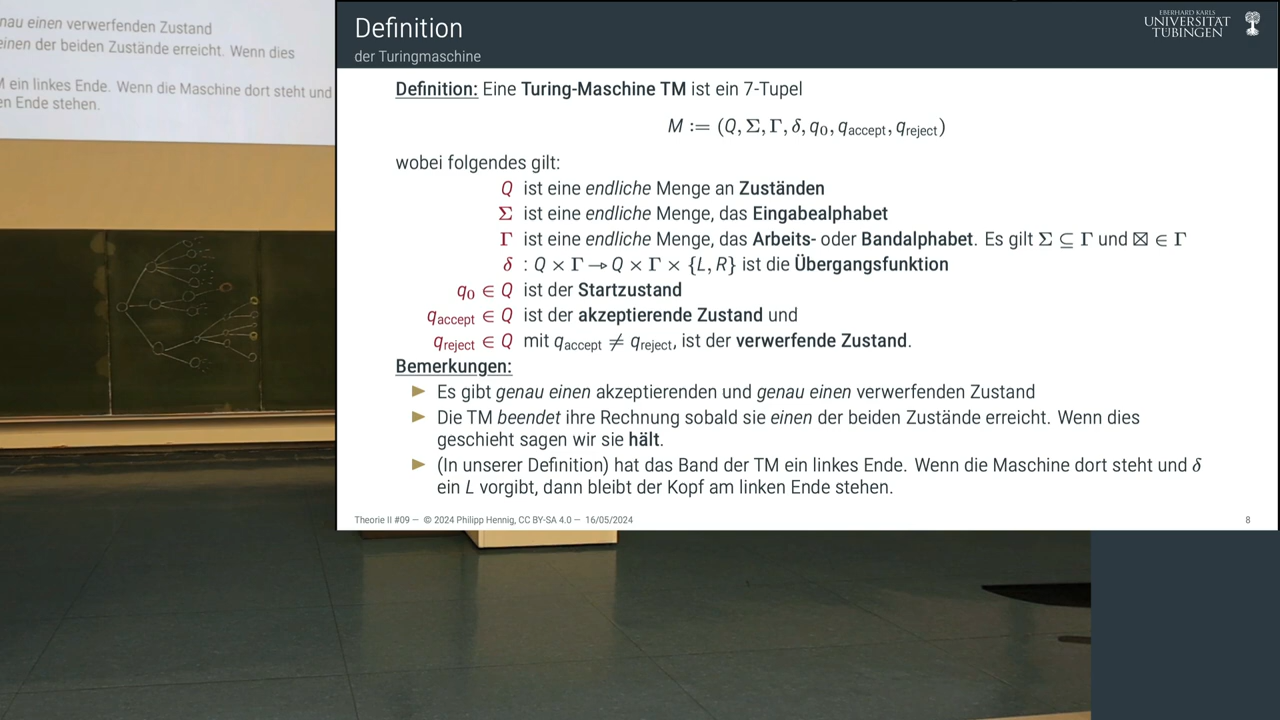 nau einen verwerfenden Zustand
einen der beiden Zustände erreicht. Wenn dies
M ein linkes Ende. Wenn die Maschine dort steht und
en Ende stehen.
Definition
der Turingmaschine
EBERHARD KARLS
UNIVERSITÄT
TÜBINGEN
Definition: Eine Turing-Maschine TM ist ein 7-Tupel
M := (Q, Σ, Γ, δ, q₀, q_accept, q_reject)
wobei folgendes gilt:
Q ist eine endliche Menge an Zuständen
Σ ist eine endliche Menge, das Eingabealphabet
Γ ist eine endliche Menge, das Arbeits- oder Bandalphabet. Es gilt Σ ⊆ Γ und ⊠ ∈ Γ
δ : Q × Γ → Q × Γ × {L, R} ist die Übergangsfunktion
q₀ ∈ Q ist der Startzustand
q_accept ∈ Q ist der akzeptierende Zustand und
q_reject ∈ Q mit q_accept ≠ q_reject, ist der verwerfende Zustand.
Bemerkungen:
▶ Es gibt genau einen akzeptierenden und genau einen verwerfenden Zustand
▶ Die TM beendet ihre Rechnung sobald sie einen der beiden Zustände erreicht. Wenn dies
geschieht sagen wir sie hält.
▶ (In unserer Definition) hat das Band der TM ein linkes Ende. Wenn die Maschine dort steht und δ
ein L vorgibt, dann bleibt der Kopf am linken Ende stehen.
Theorie II #09 — © 2024 Philipp Hennig, CC BY-SA 4.0 — 16/05/2024
8